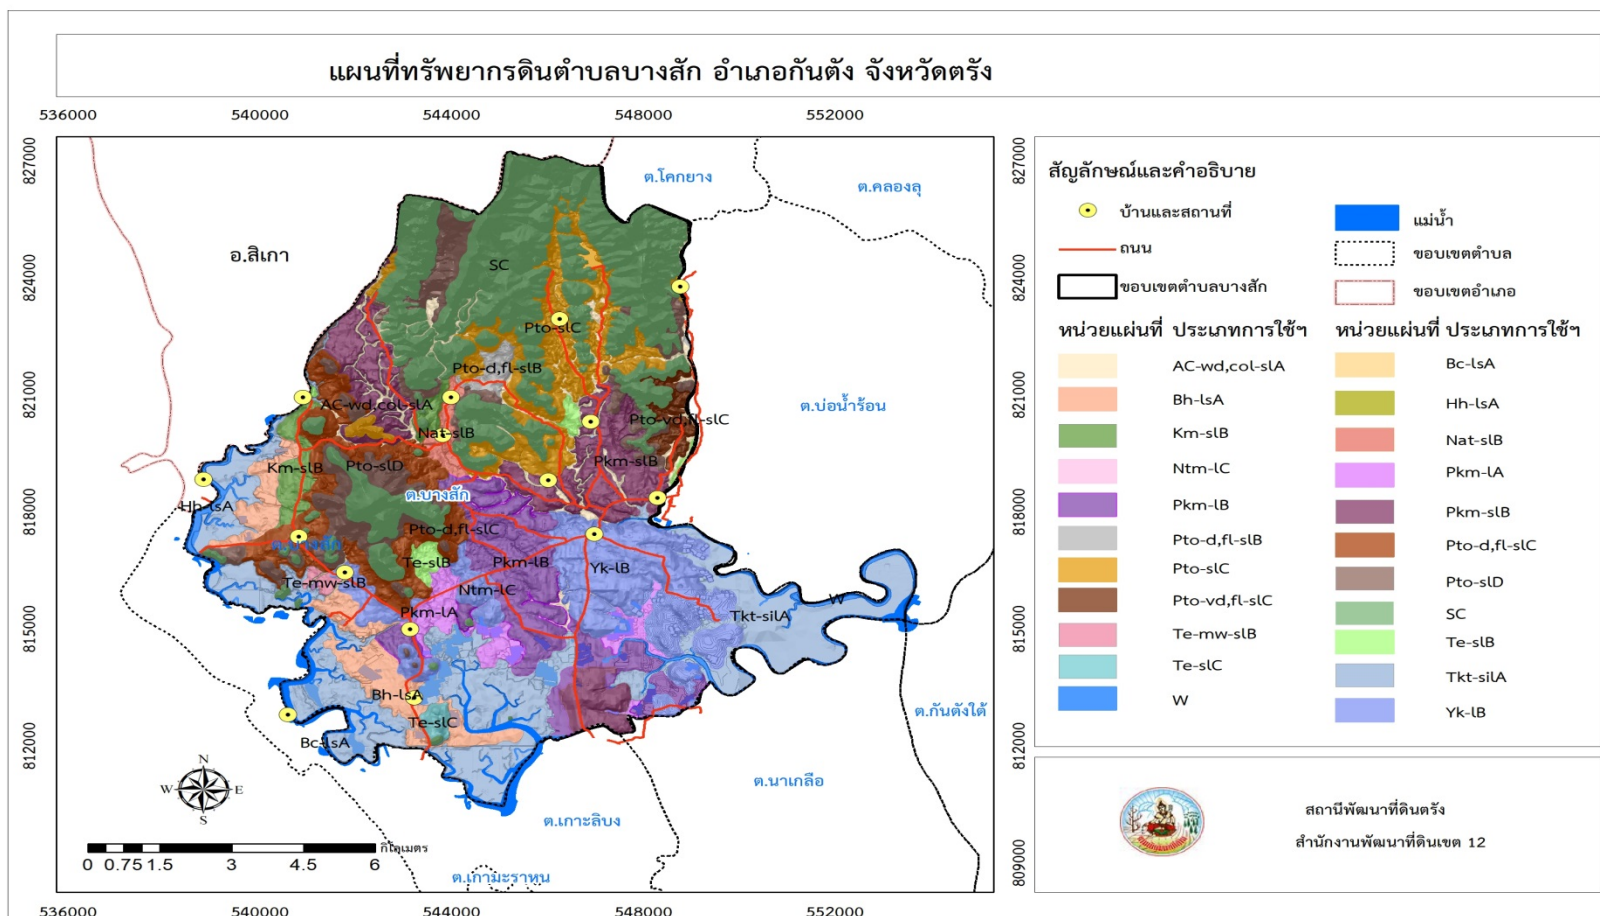 แผนที่ทรัพยากรดินตำบลบางสัก อำเภอกันตัง จังหวัดตรัง
536000 540000 544000 548000 552000
827000
824000
821000
818000
815000
812000
ต.โคกยาง
ต.คลองลุ
อ.สิเกา
SC
Pto-slC
Pto-d,fl-slB
AC-wd,col-slA
ต.บ่อน้ำร้อน
Pto-vd,fl-slC
Nat-slB
Km-slB
Pto-slD
Pkm-slB
ต.บางสัก
Hh-lsA
Pto-d,fl-slC
Te-slB
Pkm-lB
Yk-lB
Te-mw-slB
Ntm-lC
Pkm-lA
Tkt-silA
W
Bh-lsA
Te-slC
Bc-lsA
ต.กันตังใต้
ต.นาเกลือ
ต.เกาะลิบง
N
W E
S
กิโลเมตร
0 0.75 1.5 3 4.5 6
536000 540000 544000 548000 552000
827000
824000
821000
818000
815000
812000
809000
สัญลักษณ์และคำอธิบาย
บ้านและสถานที่
ถนน
ขอบเขตตำบลบางสัก
แม่น้ำ
ขอบเขตตำบล
ขอบเขตอำเภอ
หน่วยแผนที่ ประเภทการใช้ฯ
AC-wd,col-slA
Bh-lsA
Km-slB
Ntm-lC
Pkm-lB
Pto-d,fl-slB
Pto-slC
Pto-vd,fl-slC
Te-mw-slB
Te-slC
W
หน่วยแผนที่ ประเภทการใช้ฯ
Bc-lsA
Hh-lsA
Nat-slB
Pkm-lA
Pkm-slB
Pto-d,fl-slC
Pto-slD
SC
Te-slB
Tkt-silA
Yk-lB
สถานีพัฒนาที่ดินตรัง
สำนักงานพัฒนาที่ดินเขต 12